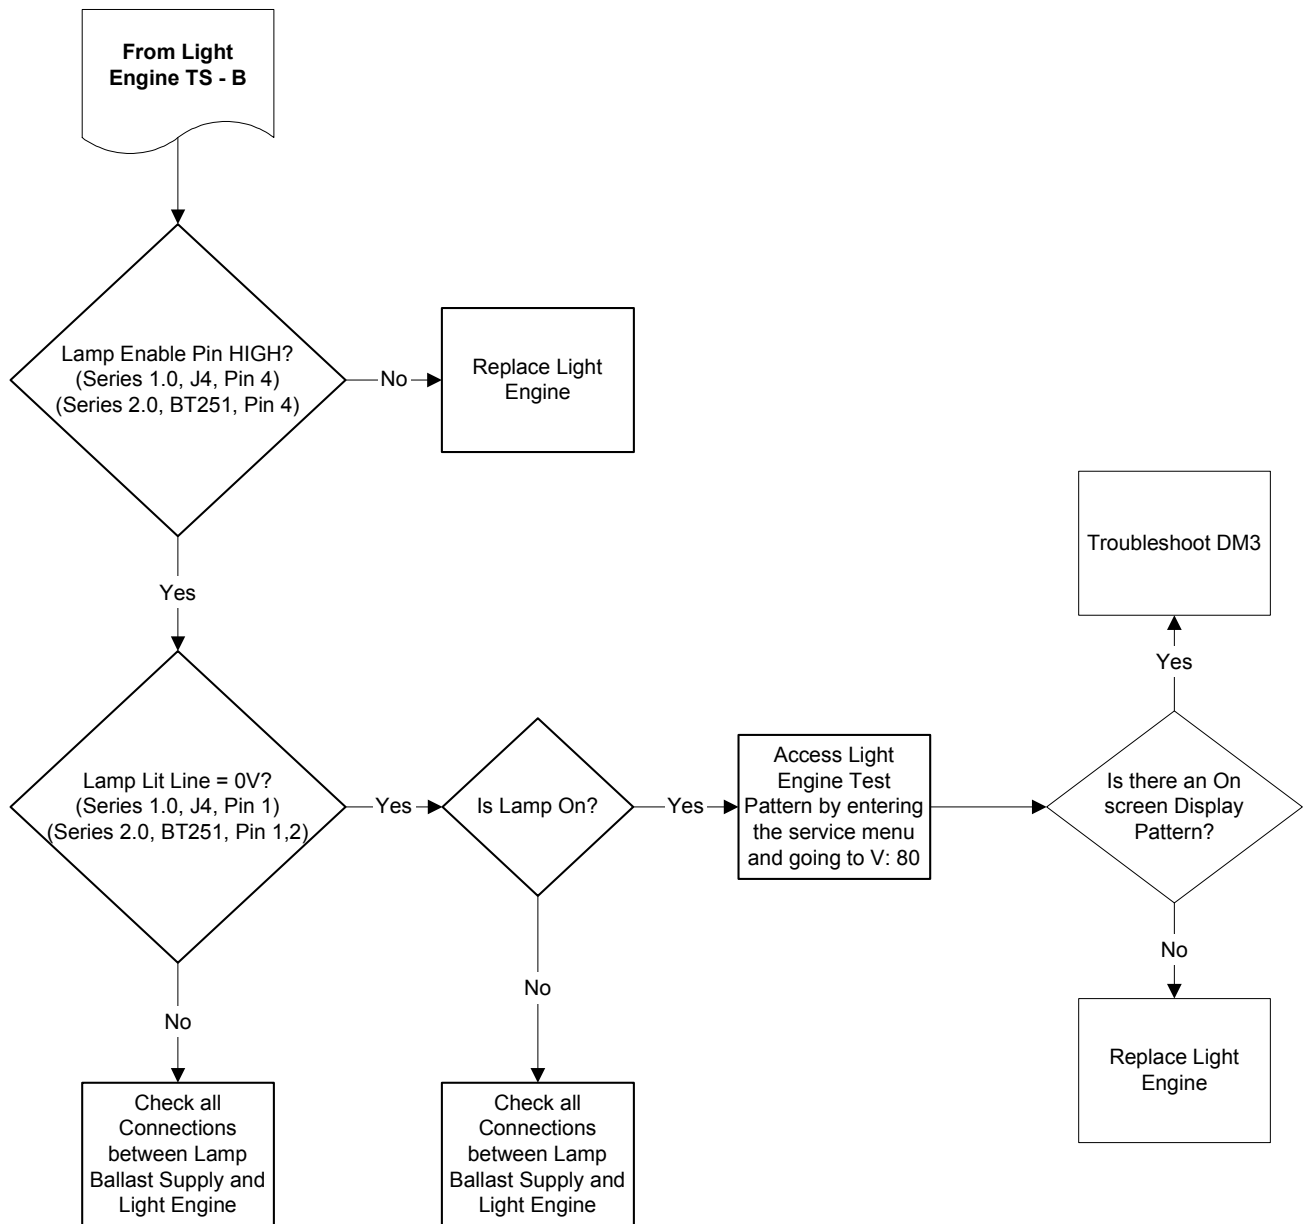 From Light
Engine TS - B
Lamp Enable Pin HIGH?
(Series 1.0, J4, Pin 4)
(Series 2.0, BT251, Pin 4)
No
Replace Light
Engine
Yes
Lamp Lit Line = 0V?
(Series 1.0, J4, Pin 1)
(Series 2.0, BT251, Pin 1,2)
Yes
Is Lamp On?
Yes
Access Light
Engine Test
Pattern by entering
the service menu
and going to V: 80
Is there an On
screen Display
Pattern?
Yes
Troubleshoot DM3
No
Replace Light
Engine
No
Check all
Connections
between Lamp
Ballast Supply and
Light Engine
No
Check all
Connections
between Lamp
Ballast Supply and
Light Engine